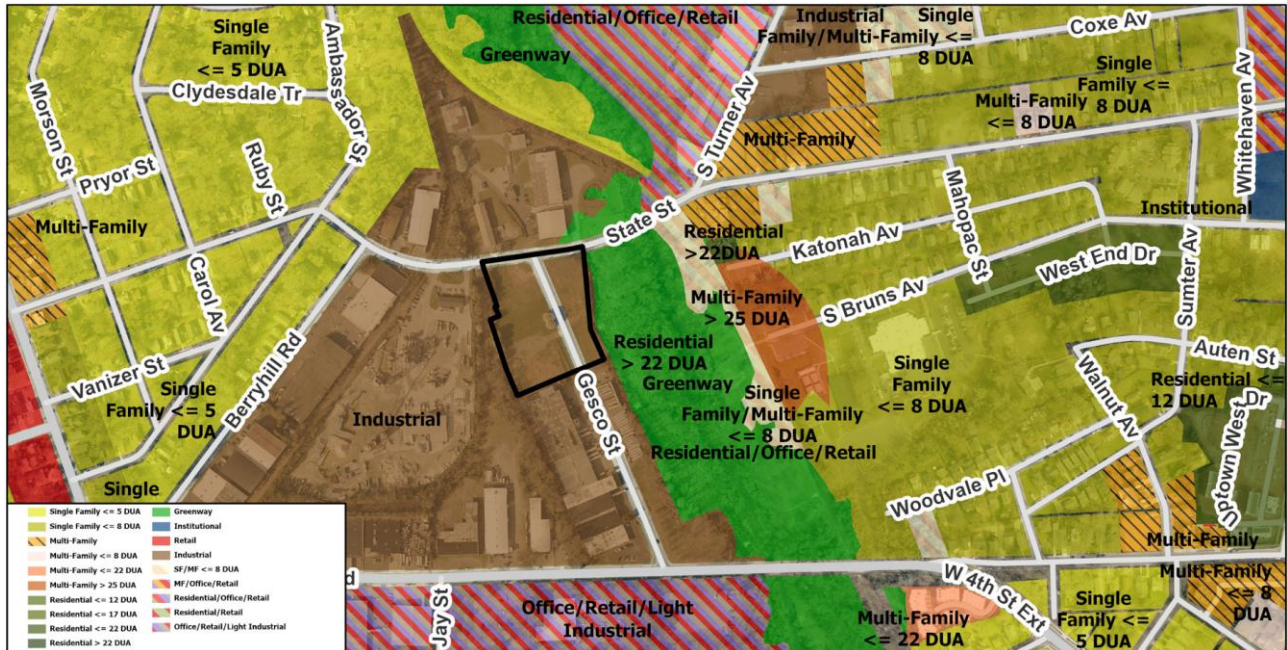 Residential/Office/Retail
Industrial
Single
Family/Multi-Family <=
8 DUA
Coxe Av
Single
Family
<= 5 DUA
Ambassador St
Greenway
Whitehaven Av
Clydesdale Tr
Morson St
S Turner Av
Single
Family <=
8 DUA
Multi-Family
<= 8 DUA
Multi-Family
Ruby St
Pryor St
Mahopac St
Multi-Family
State St
Institutional
Residential
>22DUA
Katonah Av
West End Dr
Sumter Av
Carol Av
Multi-Family
> 25 DUA
S Bruns Av
Residential
> 22 DUA
Greenway
Auten St
Vanizer St
Single
Family <= 5
DUA
Berryhill Rd
Industrial
Gesco St
Single
Family/Multi-Family
<= 8 DUA
Residential/Office/Retail
Single
Family
<= 8 DUA
Walnut Av
Residential <=
12 DUA
Uptown West Dr
Single
Woodvale Pl
Multi-Family
Single Family <= 5 DUA
Single Family <= 8 DUA
Multi-Family
Multi-Family <= 8 DUA
Multi-Family <= 22 DUA
Multi-Family > 25 DUA
Residential <= 12 DUA
Residential <= 17 DUA
Residential <= 22 DUA
Residential > 22 DUA
Greenway
Institutional
Retail
Industrial
SF/MF <= 8 DUA
MF/Office/Retail
Residential/Office/Retail
Residential/Retail
Office/Retail/Light Industrial
d
Jay St
Office/Retail/Light
Industrial
W 4th St Ext
Multi-Family
<= 22 DUA
Single
Family <=
5 DUA
Multi-Family
<= 8
DUA